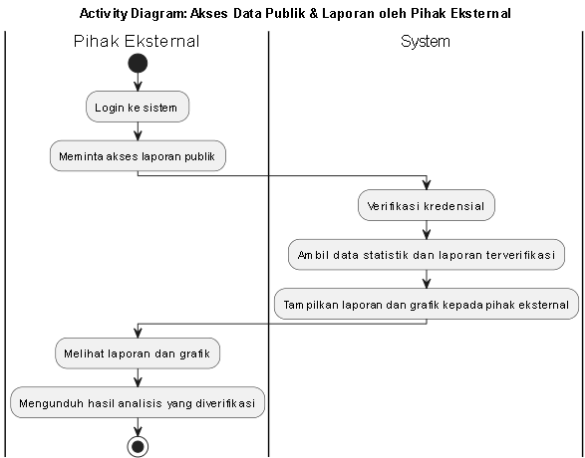 Activity Diagram: Akses Data Publik & Laporan oleh Pihak Eksternal
Pihak Eksternal
System
Login ke sistem
Meminta akses laporan publik
Verifikasi kredensial
Ambil data statistik dan laporan terverifikasi
Tampilkan laporan dan grafik kepada pihak eksternal
Melihat laporan dan grafik
Mengunduh hasil analisis yang diverifikasi